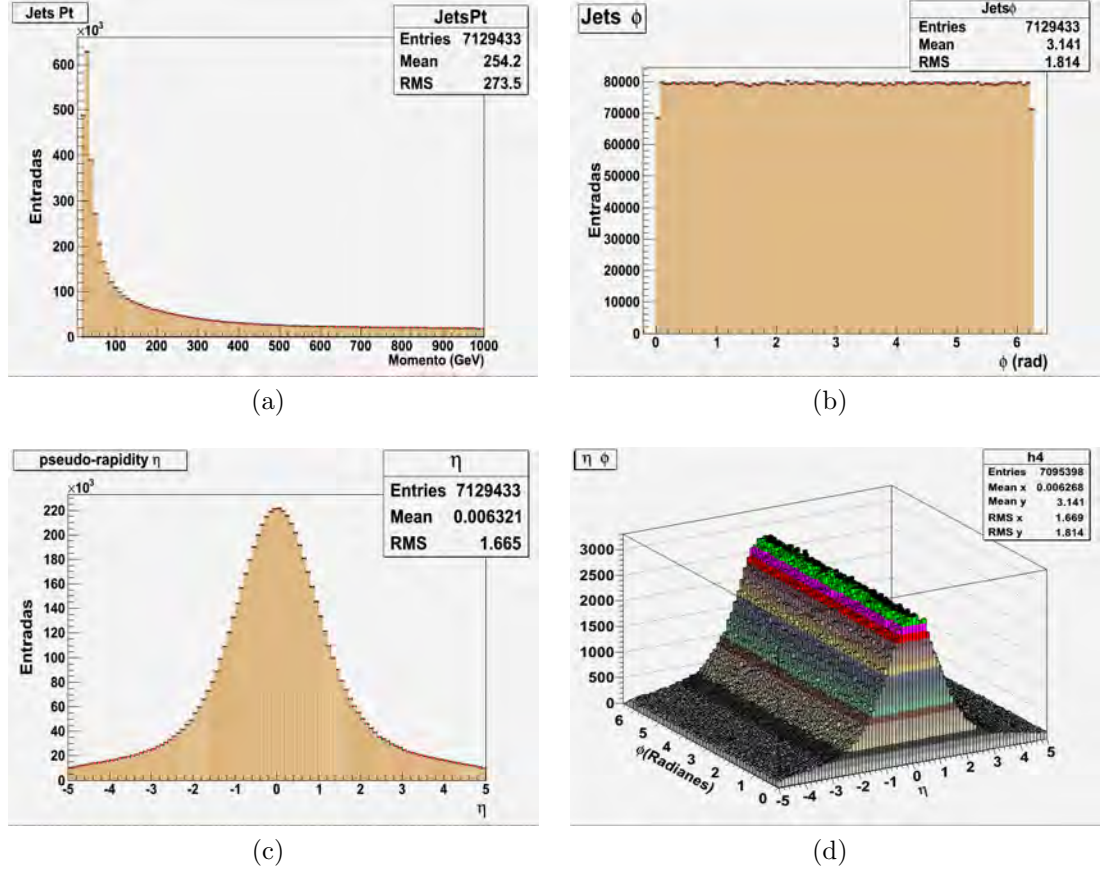 Jets Pt
×10³
JetsPt
Entries 7129433
Mean 254.2
RMS 273.5
600
500
400
300
200
100
0
Entradas
100 200 300 400 500 600 700 800 900 1000
Momento (GeV)
(a)
Jets ϕ
Jetsϕ
Entries 7129433
Mean 3.141
RMS 1.814
80000
70000
60000
50000
40000
30000
20000
10000
0
Entradas
0 1 2 3 4 5 6
ϕ (rad)
(b)
pseudo-rapidity η
×10³
η
Entries 7129433
Mean 0.006321
RMS 1.665
220
200
180
160
140
120
100
80
60
40
20
0
Entradas
-5 -4 -3 -2 -1 0 1 2 3 4 5
η
(c)
η ϕ
h4
Entries 7095398
Mean x 0.006268
Mean y 3.141
RMS x 1.669
RMS y 1.814
3000
2500
2000
1500
1000
500
0
6 5 4 3 2 1 0
ϕ(Radianes)
-5 -4 -3 -2 -1 0 1 2 3 4 5
η
(d)